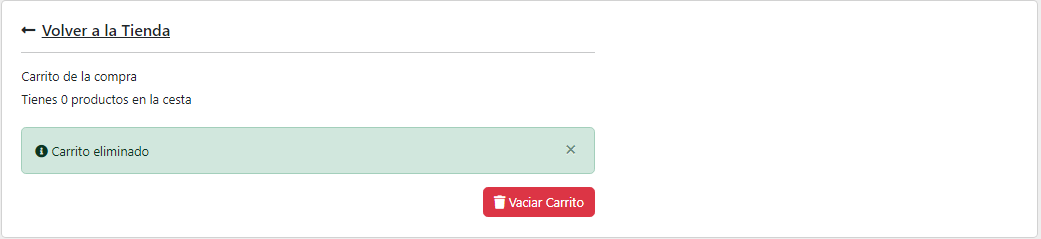 Volver a la Tienda
Carrito de la compra
Tienes 0 productos en la cesta
Carrito eliminado
Vaciar Carrito